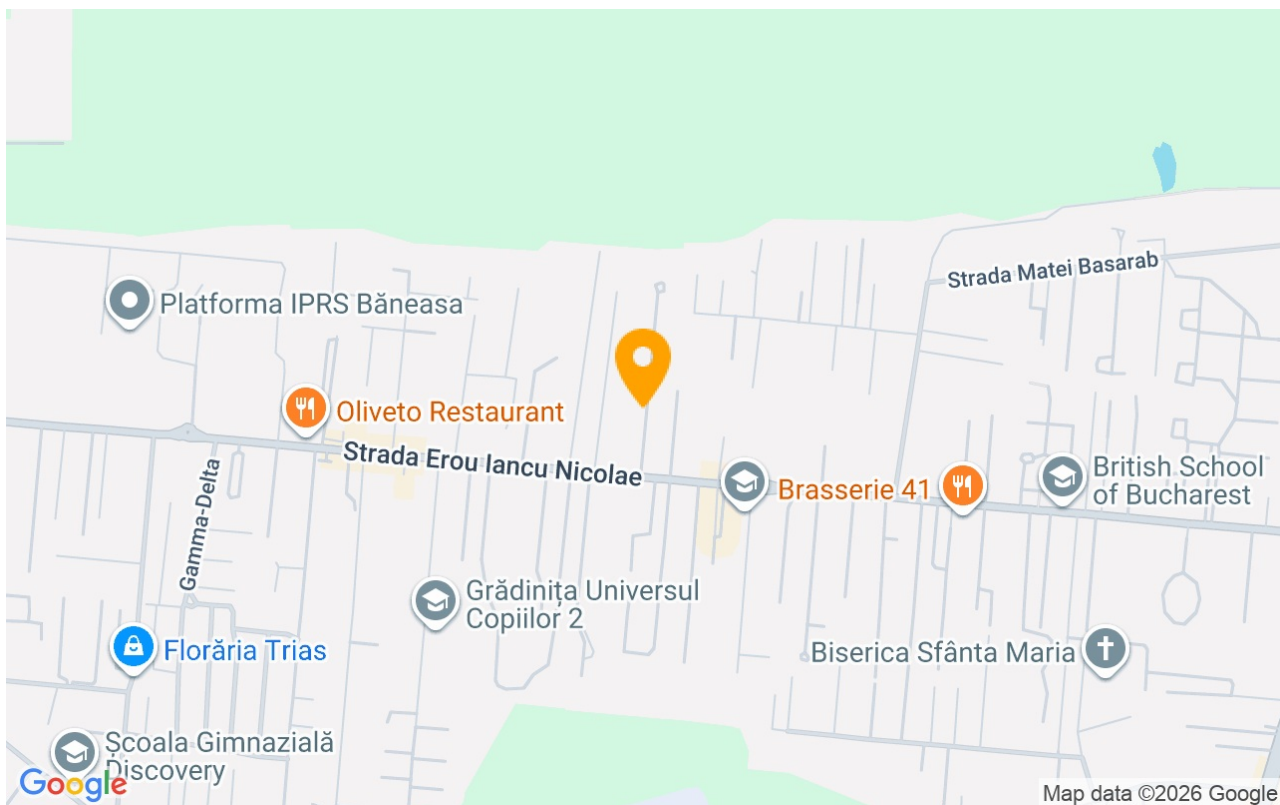 Strada Matei Basarab
Platforma IPRS Băneasa
Oliveto Restaurant
Strada Erou Iancu Nicolae
Gamma-Delta
Brasserie 41
British School
of Bucharest
Grădinița Universul
Copiilor 2
Florăria Trias
Biserica Sfânta Maria
Școala Gimnazială
Discovery
Google
Map data ©2026 Google